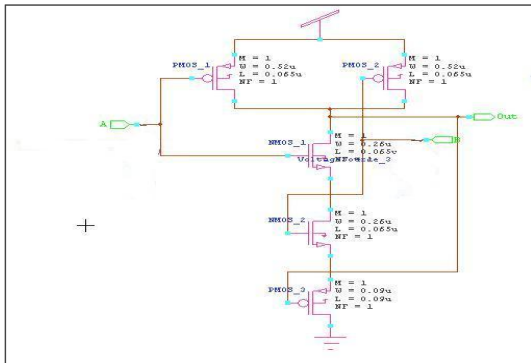 PMOS_1
M = 1
W = 0.52u
L = 0.065u
NF = 1
PMOS_2
M = 1
W = 0.52u
L = 0.065u
NF = 1
A
Out
B
NMOS_1
M = 1
W = 0.26u
L = 0.065u
NF = 1
NMOS_2
M = 1
W = 0.26u
L = 0.065u
NF = 1
PMOS_3
M = 1
W = 0.09u
L = 0.09u
NF = 1